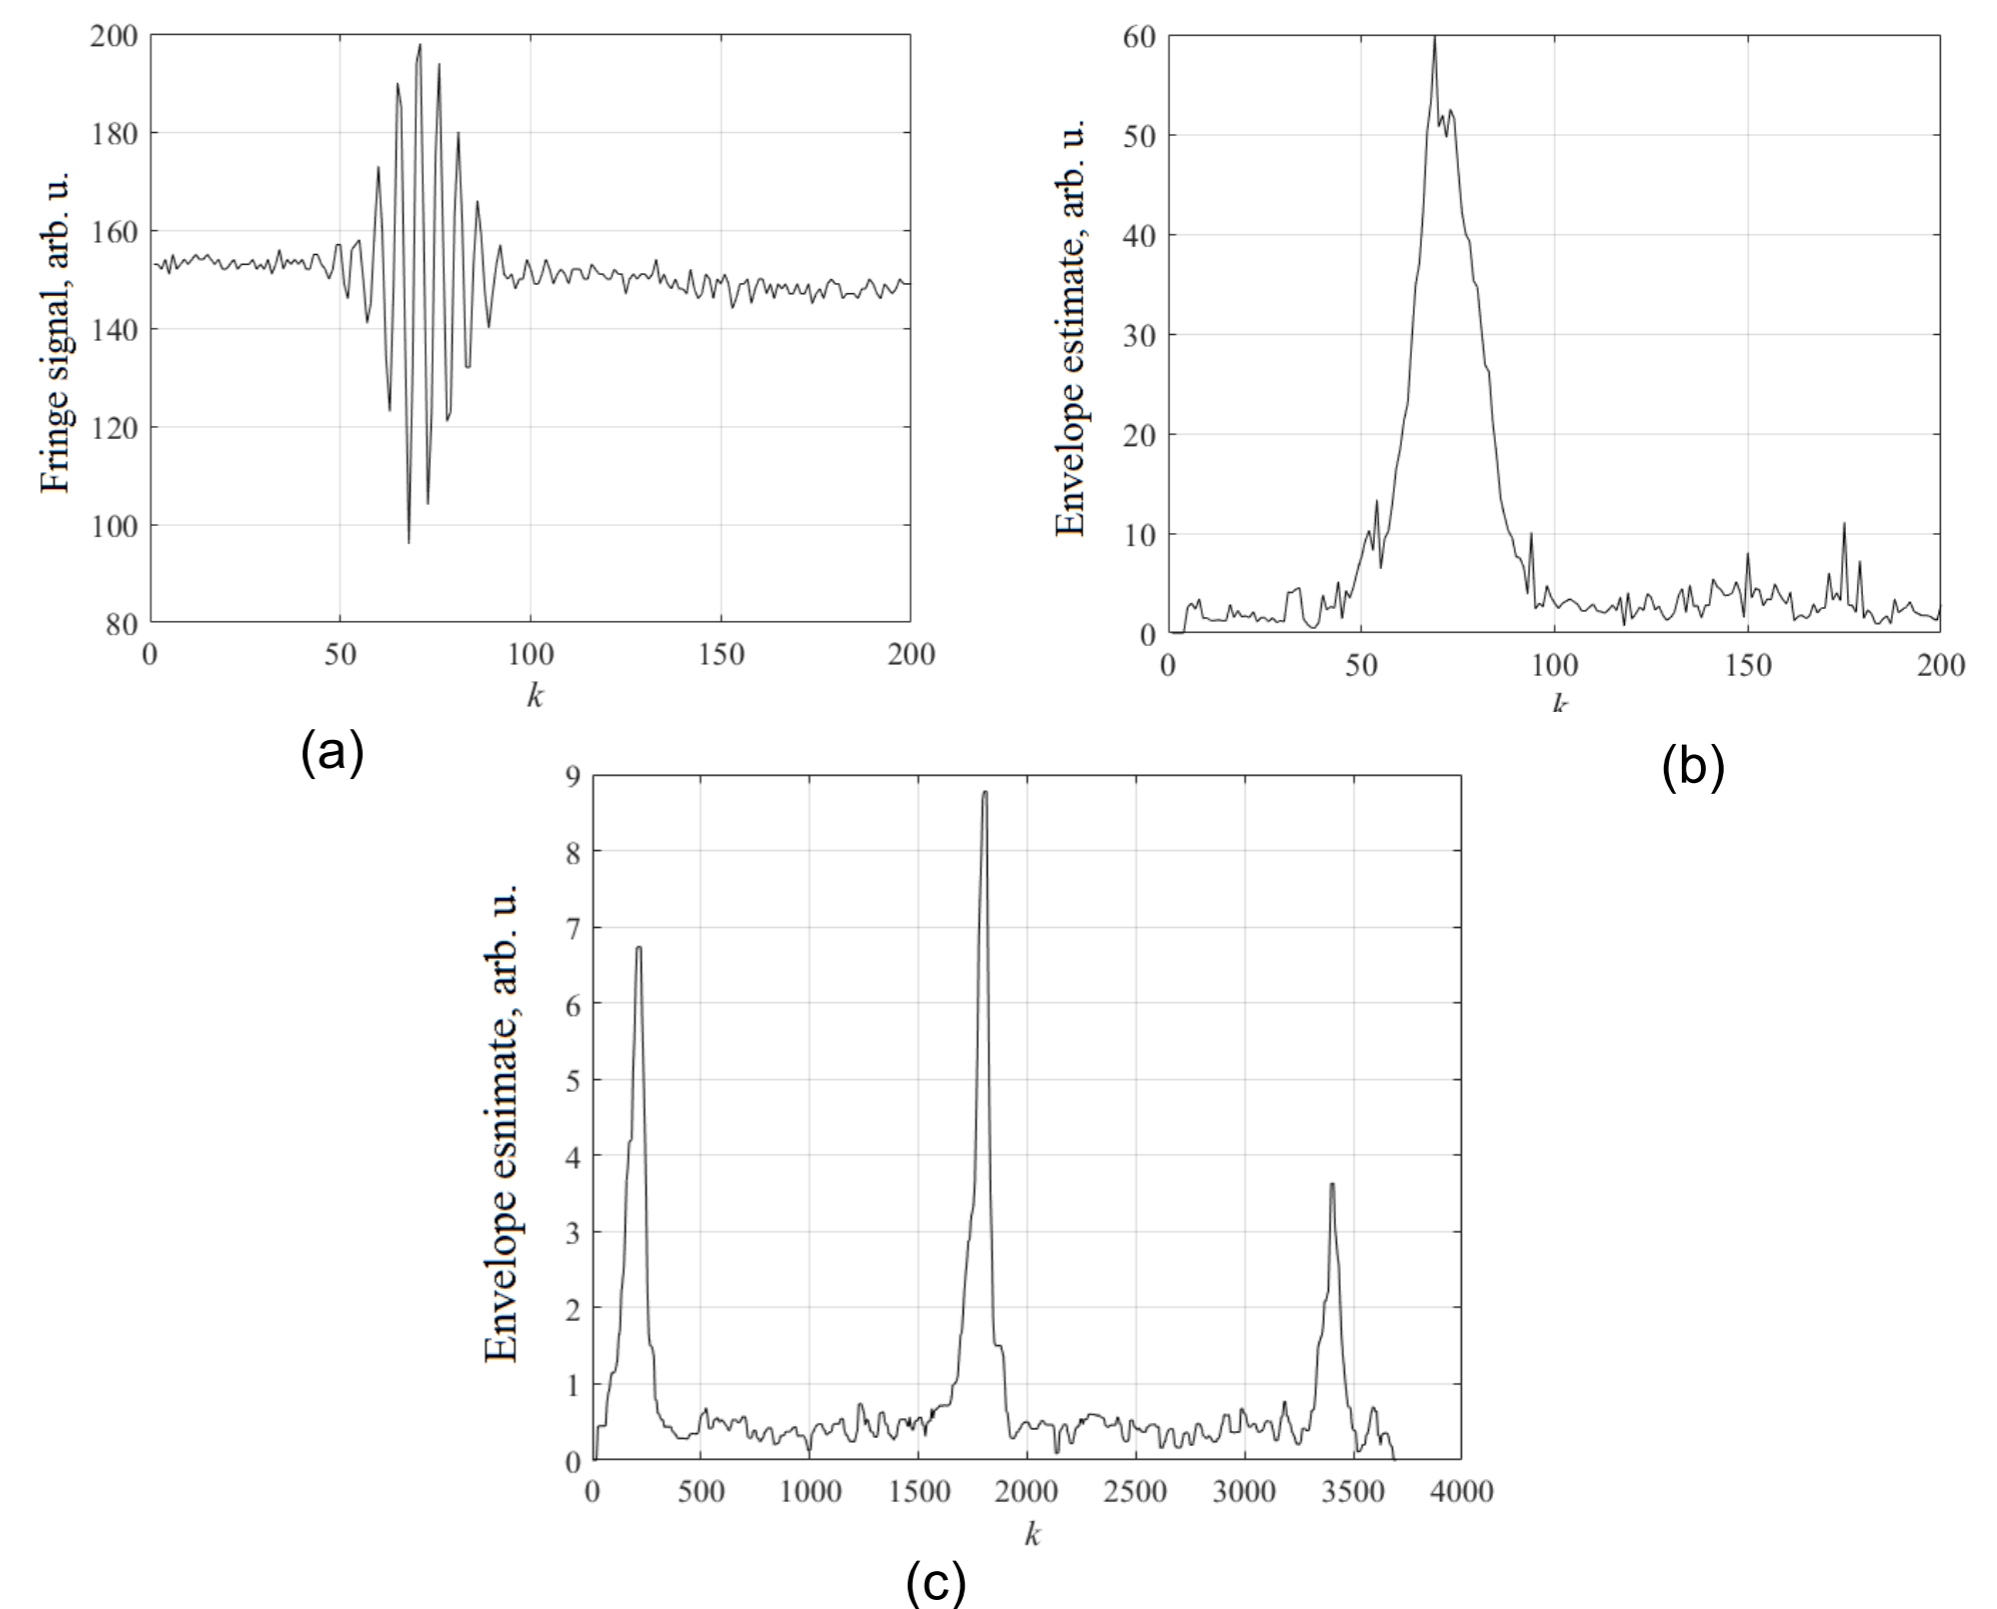 200
180
160
140
120
100
80
0 50 100 150 200
k
Fringe signal, arb. u.
(a)
60
50
40
30
20
10
0
0 50 100 150 200
k
Envelope estimate, arb. u.
(b)
9
8
7
6
5
4
3
2
1
0
0 500 1000 1500 2000 2500 3000 3500 4000
k
Envelope esnimate, arb. u.
(c)